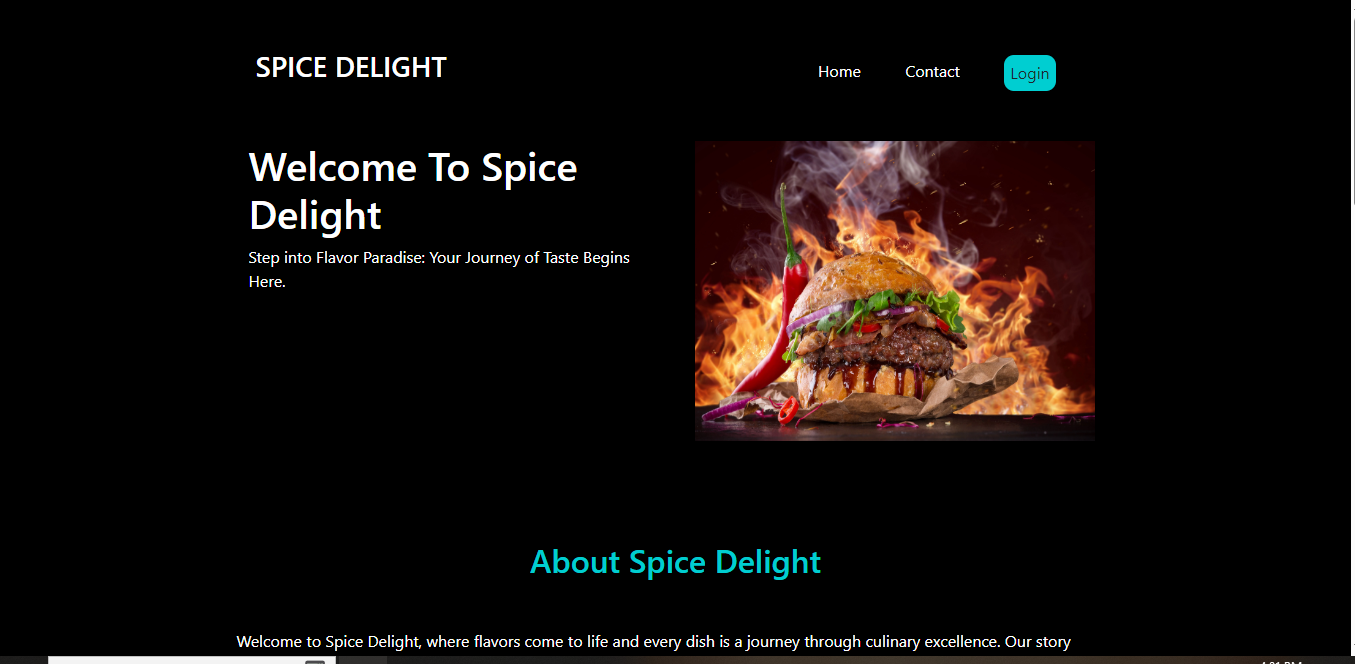 SPICE DELIGHT
Home Contact Login
Welcome To Spice
Delight
Step into Flavor Paradise: Your Journey of Taste Begins
Here.
About Spice Delight
Welcome to Spice Delight, where flavors come to life and every dish is a journey through culinary excellence. Our story